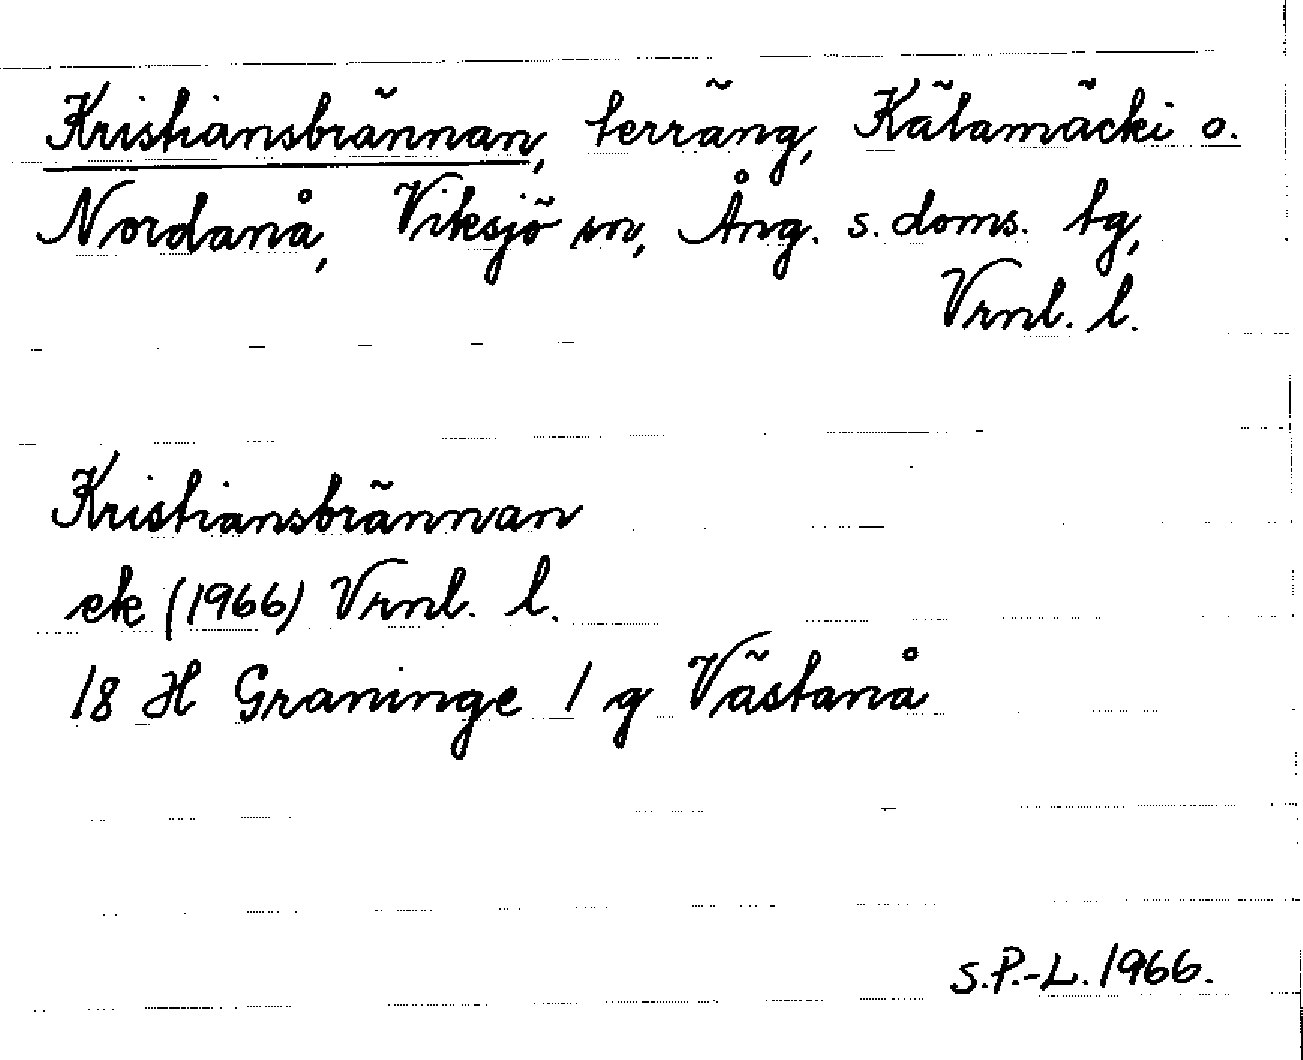 Kristiansbrännan, terräng, Kälamäcki o.
Nordanå, Viksjö sn, Ång. s. doms. tg,
Vrnl. l.
Kristiansbrännan
ek (1966) Vrnl. l.
18 H Graninge 1 g Västanå
S.P.-L. 1966.